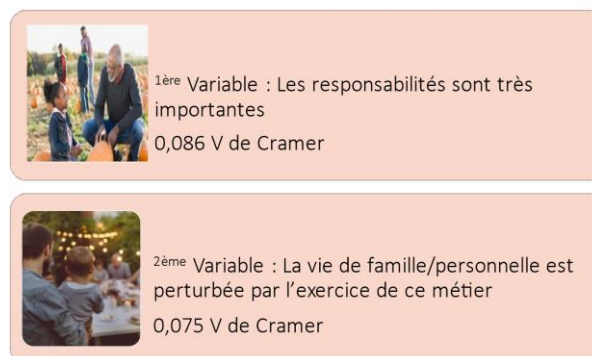 1ère Variable : Les responsabilités sont très
importantes
0,086 V de Cramer
2ème Variable : La vie de famille/personnelle est
perturbée par l’exercice de ce métier
0,075 V de Cramer